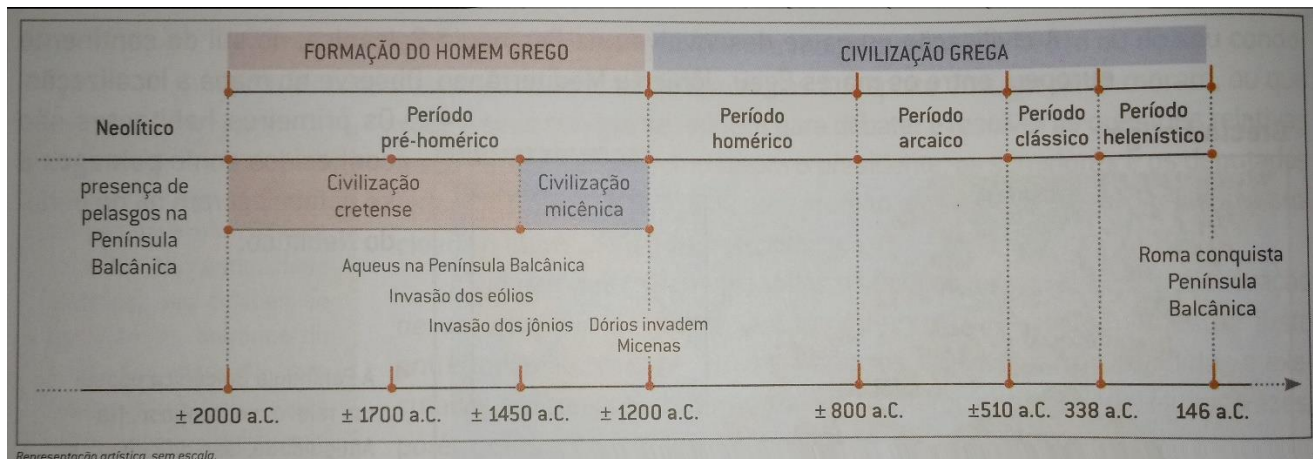 FORMAÇÃO DO HOMEM GREGO
CIVILIZAÇÃO GREGA
Neolítico
Período
pré-homérico
Período
homérico
Período
arcaico
Período
clássico
Período
helenístico
presença de
pelasgos na
Península
Balcânica
Civilização
cretense
Civilização
micênica
Aqueus na Península Balcânica
Invasão dos eólios
Invasão dos jônios
Dórios invadem
Micenas
Roma conquista
Península
Balcânica
± 2000 a.C.
± 1700 a.C.
± 1450 a.C.
± 1200 a.C.
± 800 a.C.
±510 a.C.
338 a.C.
146 a.C.
Representação artística, sem escala.